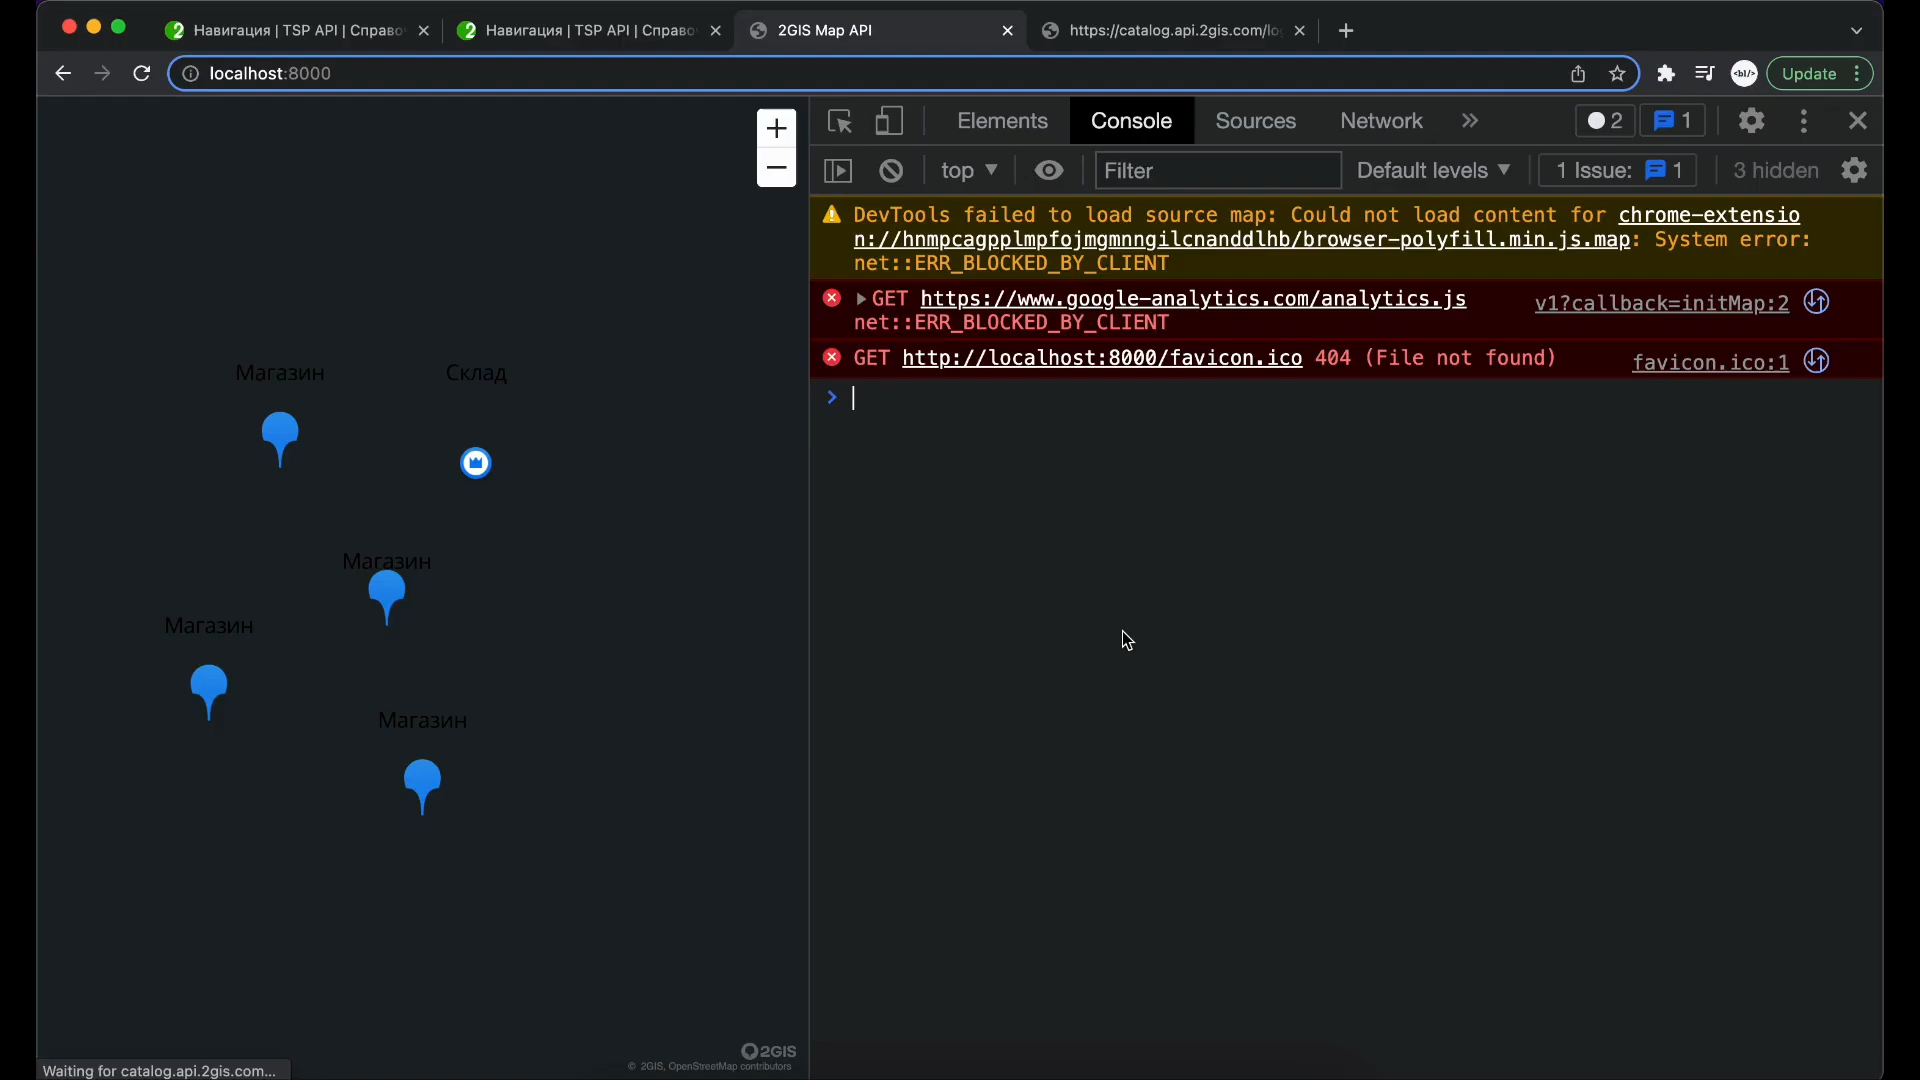 Навигация | TSP API | Справо
Навигация | TSP API | Справо
2GIS Map API
https://catalog.api.2gis.com/lo
localhost:8000
<bl/>
Update
Elements
Console
Sources
Network
2
1
top
Filter
Default levels
1 Issue:
1
3 hidden
DevTools failed to load source map: Could not load content for chrome-extensio
n://hnmpcagpplmpfojmgmnngilcnanddlhb/browser-polyfill.min.js.map: System error:
net::ERR_BLOCKED_BY_CLIENT
GET https://www.google-analytics.com/analytics.js
v1?callback=initMap:2
net::ERR_BLOCKED_BY_CLIENT
GET http://localhost:8000/favicon.ico 404 (File not found)
favicon.ico:1
Магазин
Склад
Магазин
Магазин
Магазин
2GIS
© 2GIS, OpenStreetMap contributors
Waiting for catalog.api.2gis.com...